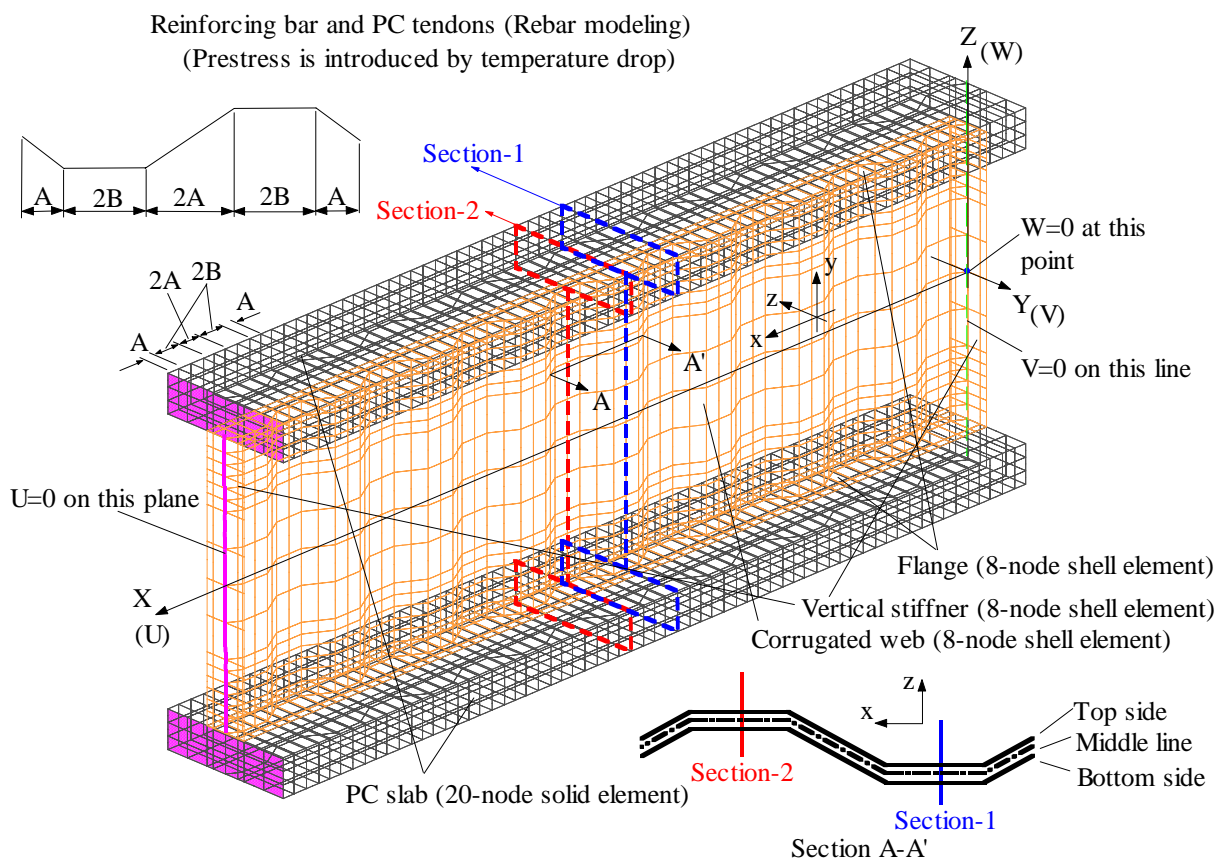 Reinforcing bar and PC tendons (Rebar modeling)
(Prestress is introduced by temperature drop)
Z
(W)
Section-1
A
2B
2A
2B
A
Section-2
W=0 at this
point
y
2B
2A
A
z
Y(V)
A
x
A'
V=0 on this line
A
U=0 on this plane
Flange (8-node shell element)
X
(U)
Vertical stiffner (8-node shell element)
Corrugated web (8-node shell element)
z
x
Top side
Middle line
Bottom side
Section-2
PC slab (20-node solid element)
Section-1
Section A-A'